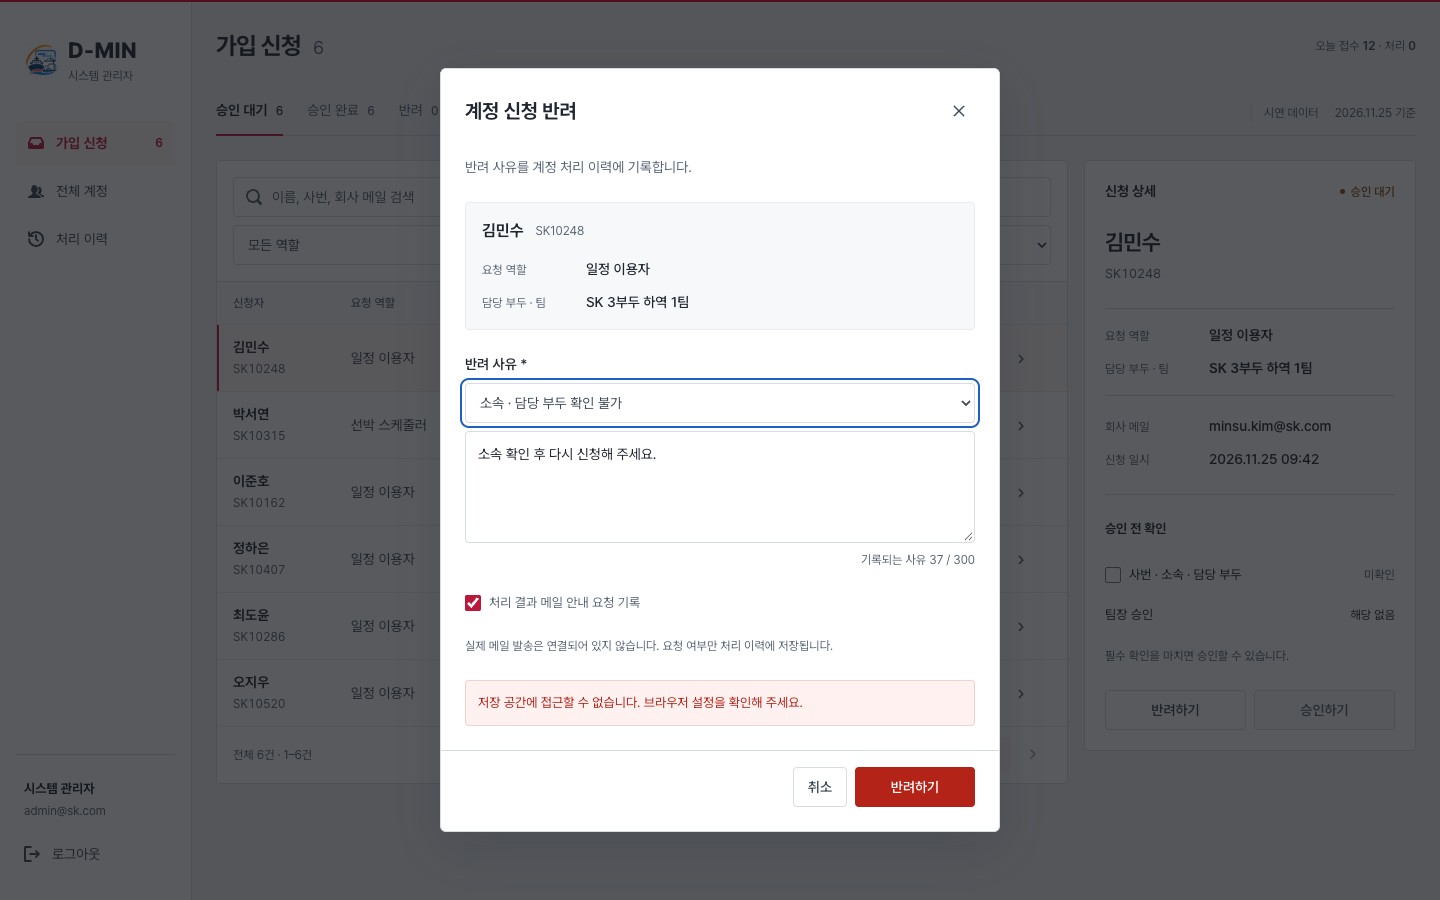 D-MIN
시스템 관리자
가입 신청 6
전체 계정
처리 이력
시스템 관리자
admin@sk.com
로그아웃
가입 신청 6
오늘 접수 12 · 처리 0
승인 대기 6 승인 완료 6 반려 0
시연 데이터 2026.11.25 기준
이름, 사번, 회사 메일 검색
모든 역할
신청자 요청 역할
김민수
SK10248
일정 이용자
박서연
SK10315
선박 스케줄러
이준호
SK10162
일정 이용자
정하은
SK10407
일정 이용자
최도윤
SK10286
일정 이용자
오지우
SK10520
일정 이용자
전체 6건 · 1–6건
계정 신청 반려
반려 사유를 계정 처리 이력에 기록합니다.
김민수 SK10248
요청 역할 일정 이용자
담당 부두 · 팀 SK 3부두 하역 1팀
반려 사유 *
소속 · 담당 부두 확인 불가
소속 확인 후 다시 신청해 주세요.
기록되는 사유 37 / 300
처리 결과 메일 안내 요청 기록
실제 메일 발송은 연결되어 있지 않습니다. 요청 여부만 처리 이력에 저장됩니다.
저장 공간에 접근할 수 없습니다. 브라우저 설정을 확인해 주세요.
취소 반려하기
신청 상세 승인 대기
김민수
SK10248
요청 역할 일정 이용자
담당 부두 · 팀 SK 3부두 하역 1팀
회사 메일 minsu.kim@sk.com
신청 일시 2026.11.25 09:42
승인 전 확인
사번 · 소속 · 담당 부두 미확인
팀장 승인 해당 없음
필수 확인을 마치면 승인할 수 있습니다.
반려하기 승인하기